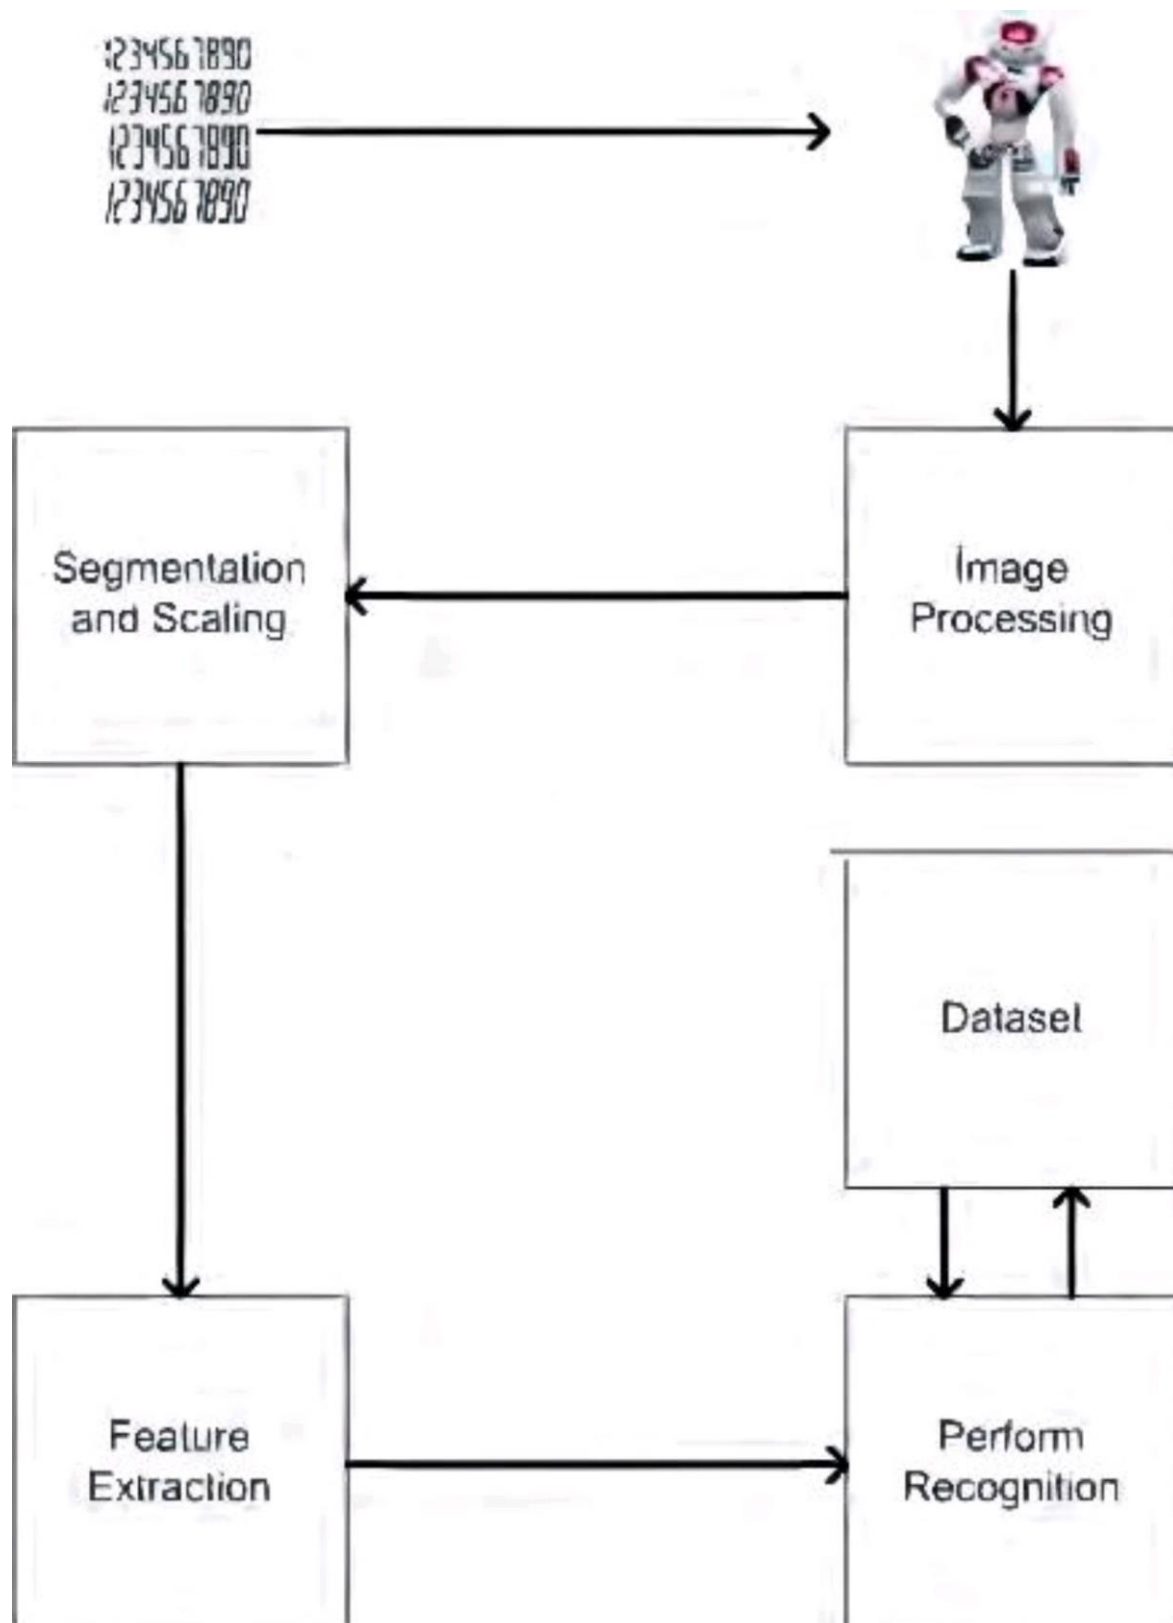 1234567890
1234567890
1234567890
1234567890
Image
Processing
Segmentation
and Scaling
Dataset
Feature
Extraction
Perform
Recognition